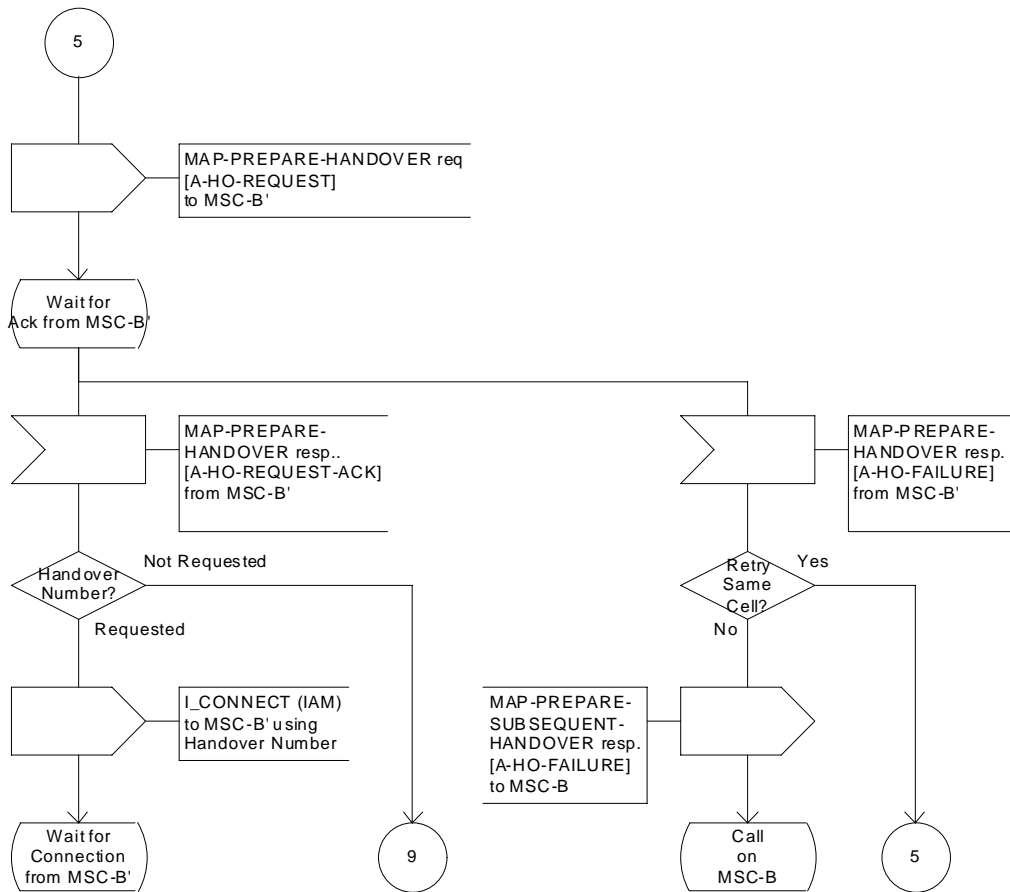 5
MAP-PREPARE-HANDOVER req
[A-HO-REQUEST]
to MSC-B'
Wait for
Ack from MSC-B'
MAP-PREPARE-
HANDOVER resp..
[A-HO-REQUEST-ACK]
from MSC-B'
MAP-PREPARE-
HANDOVER resp.
[A-HO-FAILURE]
from MSC-B'
Handover
Number?
Not Requested
Requested
Retry
Same
Cell?
Yes
No
I_CONNECT (IAM)
to MSC-B' using
Handover Number
MAP-PREPARE-
SUBSEQUENT-
HANDOVER resp.
[A-HO-FAILURE]
to MSC-B
Wait for
Connection
from MSC-B'
9
Call
on
MSC-B
5